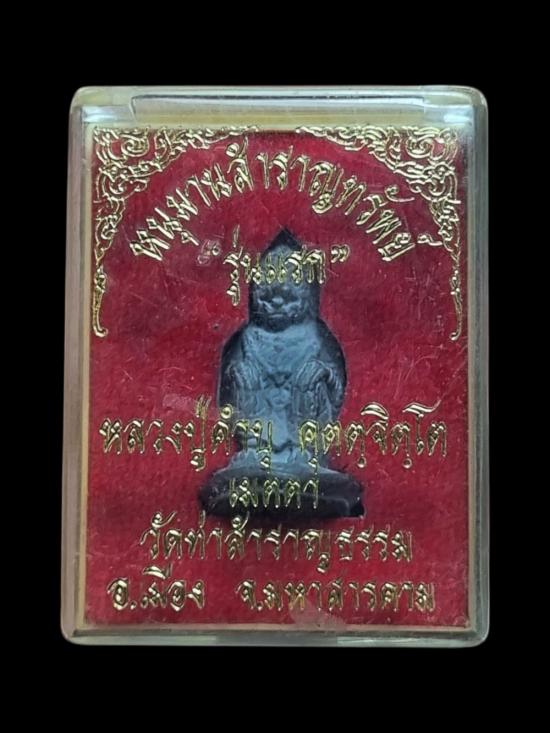 หนุมานสำราญทรัพย์
"รุ่นแรก"
หลวงปู่คำบุ คุตตฺจิตฺโต
เมตตา
วัดท่าสำราญธรรม
อ.เมือง จ.มหาสารคาม